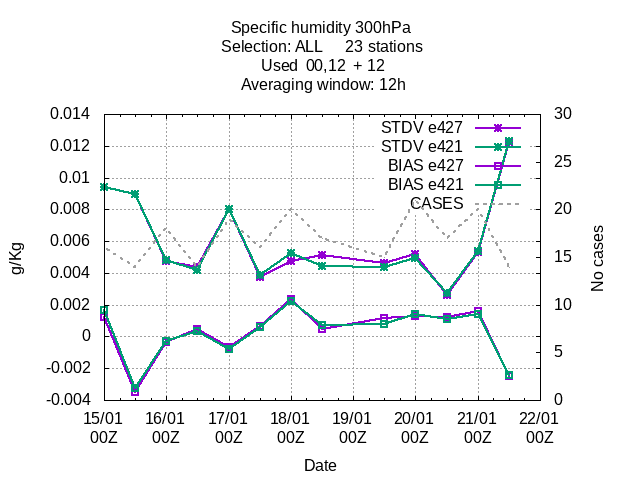 Specific humidity 300hPa
Selection: ALL     23 stations
Used  00,12  + 12
Averaging window: 12h
0.014
0.012
0.01
0.008
0.006
0.004
0.002
0
-0.002
-0.004
g/Kg
STDV e427
STDV e421
BIAS e427
BIAS e421
CASES
30
25
20
15
10
5
0
No cases
15/01 16/01 17/01 18/01 19/01 20/01 21/01 22/01
00Z 00Z 00Z 00Z 00Z 00Z 00Z 00Z
Date